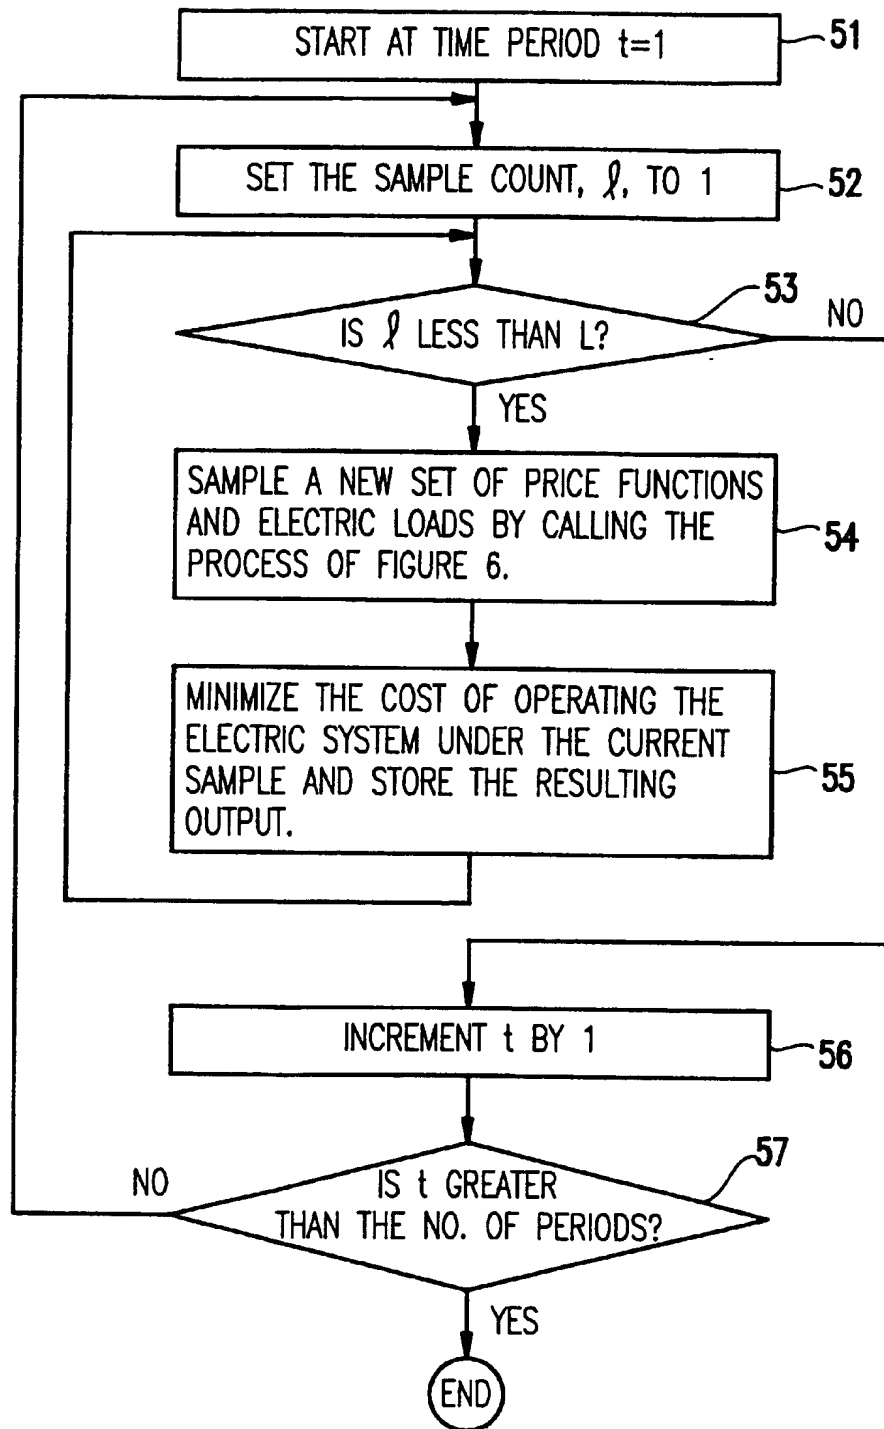 START AT TIME PERIOD t=1
51
SET THE SAMPLE COUNT, ℓ, TO 1
52
53
IS ℓ LESS THAN L?
NO
YES
SAMPLE A NEW SET OF PRICE FUNCTIONS
AND ELECTRIC LOADS BY CALLING THE
PROCESS OF FIGURE 6.
54
MINIMIZE THE COST OF OPERATING THE
ELECTRIC SYSTEM UNDER THE CURRENT
SAMPLE AND STORE THE RESULTING
OUTPUT.
55
INCREMENT t BY 1
56
57
NO
IS t GREATER
THAN THE NO. OF PERIODS?
YES
END